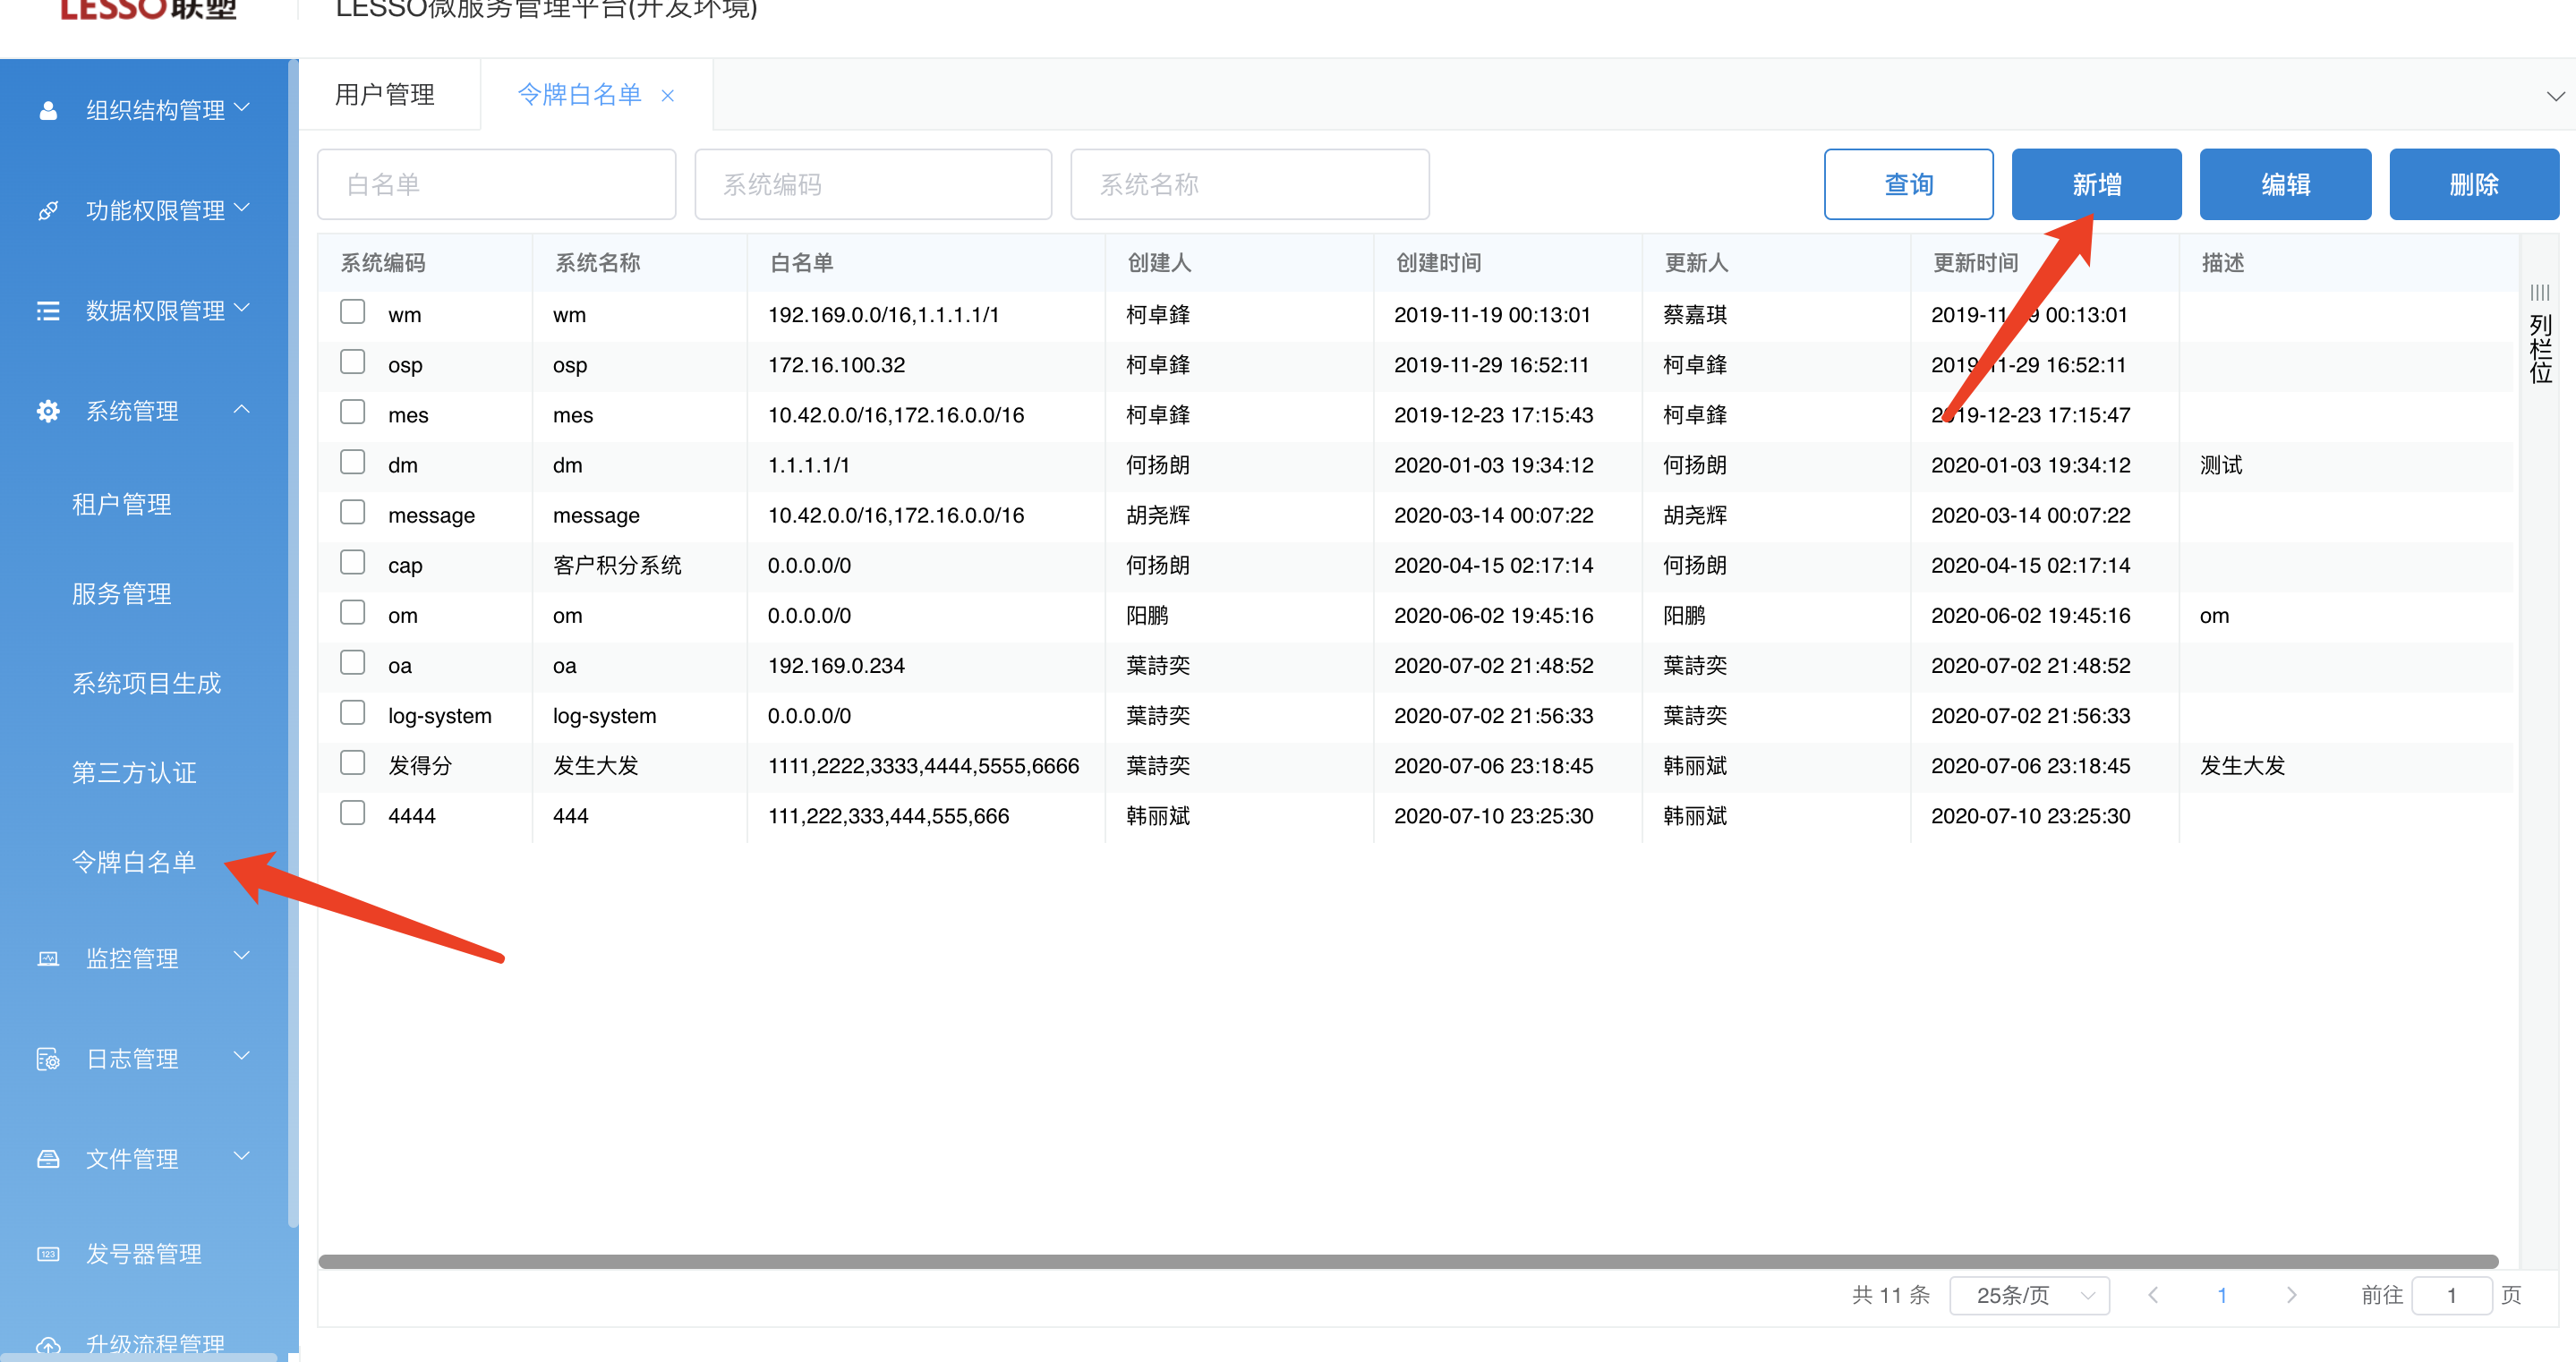 LESSO联塑
LESSO微服务管理平台(开发环境)
组织结构管理
功能权限管理
数据权限管理
系统管理
租户管理
服务管理
系统项目生成
第三方认证
令牌白名单
监控管理
日志管理
文件管理
123
发号器管理
升级流程管理
用户管理 令牌白名单 ×
白名单 系统编码 系统名称 查询 新增 编辑 删除
系统编码 系统名称 白名单 创建人 创建时间 更新人 更新时间 描述
wm wm 192.169.0.0/16,1.1.1.1/1 柯卓鋒 2019-11-19 00:13:01 蔡嘉琪 2019-11-19 00:13:01
osp osp 172.16.100.32 柯卓鋒 2019-11-29 16:52:11 柯卓鋒 2019-11-29 16:52:11
mes mes 10.42.0.0/16,172.16.0.0/16 柯卓鋒 2019-12-23 17:15:43 柯卓鋒 2019-12-23 17:15:47
dm dm 1.1.1.1/1 何扬朗 2020-01-03 19:34:12 何扬朗 2020-01-03 19:34:12 测试
message message 10.42.0.0/16,172.16.0.0/16 胡尧辉 2020-03-14 00:07:22 胡尧辉 2020-03-14 00:07:22
cap 客户积分系统 0.0.0.0/0 何扬朗 2020-04-15 02:17:14 何扬朗 2020-04-15 02:17:14
om om 0.0.0.0/0 阳鹏 2020-06-02 19:45:16 阳鹏 2020-06-02 19:45:16 om
oa oa 192.169.0.234 葉詩奕 2020-07-02 21:48:52 葉詩奕 2020-07-02 21:48:52
log-system log-system 0.0.0.0/0 葉詩奕 2020-07-02 21:56:33 葉詩奕 2020-07-02 21:56:33
发得分 发生大发 1111,2222,3333,4444,5555,6666 葉詩奕 2020-07-06 23:18:45 韩丽斌 2020-07-06 23:18:45 发生大发
4444 444 111,222,333,444,555,666 韩丽斌 2020-07-10 23:25:30 韩丽斌 2020-07-10 23:25:30
列栏位
共 11 条 25条/页 1 前往 1 页